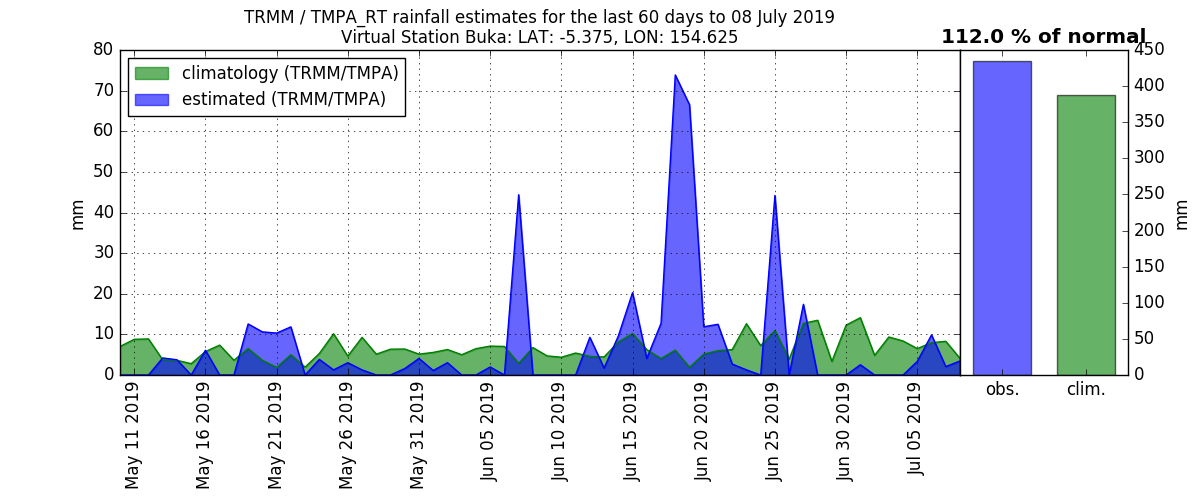 TRMM / TMPA_RT rainfall estimates for the last 60 days to 08 July 2019
Virtual Station Buka: LAT: -5.375, LON: 154.625
112.0 % of normal
climatology (TRMM/TMPA)
estimated (TRMM/TMPA)
80
70
60
50
40
30
20
10
0
mm
450
400
350
300
250
200
150
100
50
0
mm
May 11 2019
May 16 2019
May 21 2019
May 26 2019
May 31 2019
Jun 05 2019
Jun 10 2019
Jun 15 2019
Jun 20 2019
Jun 25 2019
Jun 30 2019
Jul 05 2019
obs.
clim.